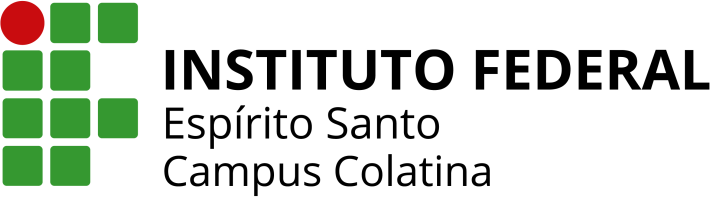 INSTITUTO FEDERAL
Espírito Santo
Campus Colatina